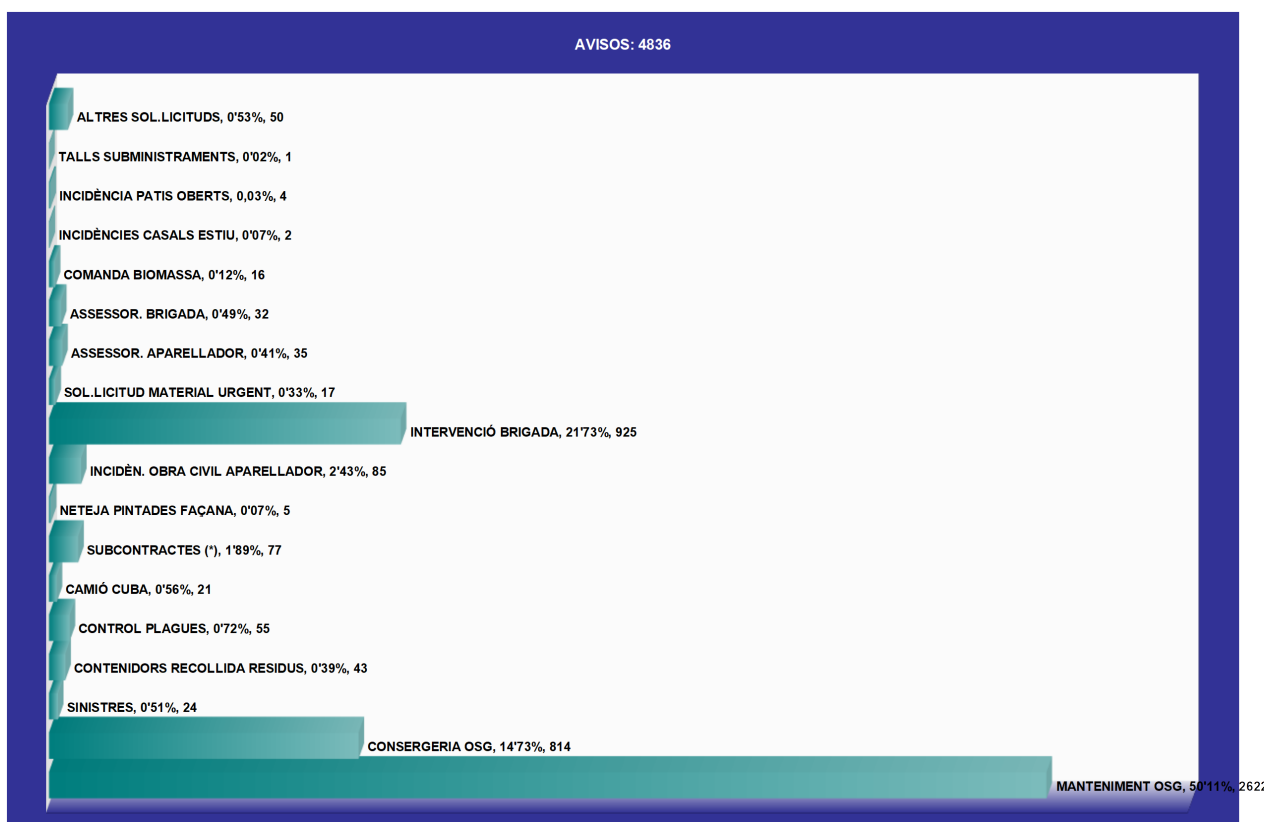 AVISOS: 4836
ALTRES SOL.LICITUDS, 0'53%, 50
TALLS SUBMINISTRAMENTS, 0'02%, 1
INCIDÈNCIA PATIS OBERTS, 0,03%, 4
INCIDÈNCIES CASALS ESTIU, 0'07%, 2
COMANDA BIOMASSA, 0'12%, 16
ASSESSOR. BRIGADA, 0'49%, 32
ASSESSOR. APARELLADOR, 0'41%, 35
SOL.LICITUD MATERIAL URGENT, 0'33%, 17
INTERVENCIÓ BRIGADA, 21'73%, 925
INCIDÈN. OBRA CIVIL APARELLADOR, 2'43%, 85
NETEJA PINTADES FAÇANA, 0'07%, 5
SUBCONTRACTES (*), 1'89%, 77
CAMIÓ CUBA, 0'56%, 21
CONTROL PLAGUES, 0'72%, 55
CONTENIDORS RECOLLIDA RESIDUS, 0'39%, 43
SINISTRES, 0'51%, 24
CONSERGERIA OSG, 14'73%, 814
MANTENIMENT OSG, 50'11%, 2622